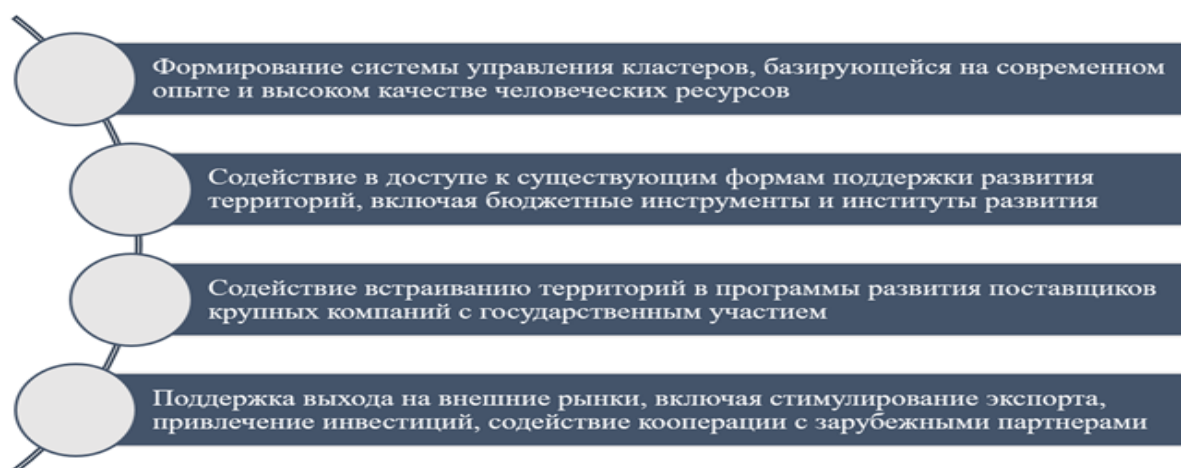 Формирование системы управления кластеров, базирующейся на современном
опыте и высоком качестве человеческих ресурсов
Содействие в доступе к существующим формам поддержки развития
территорий, включая бюджетные инструменты и институты развития
Содействие встраиванию территорий в программы развития поставщиков
крупных компаний с государственным участием
Поддержка выхода на внешние рынки, включая стимулирование экспорта,
привлечение инвестиций, содействие кооперации с зарубежными партнерами